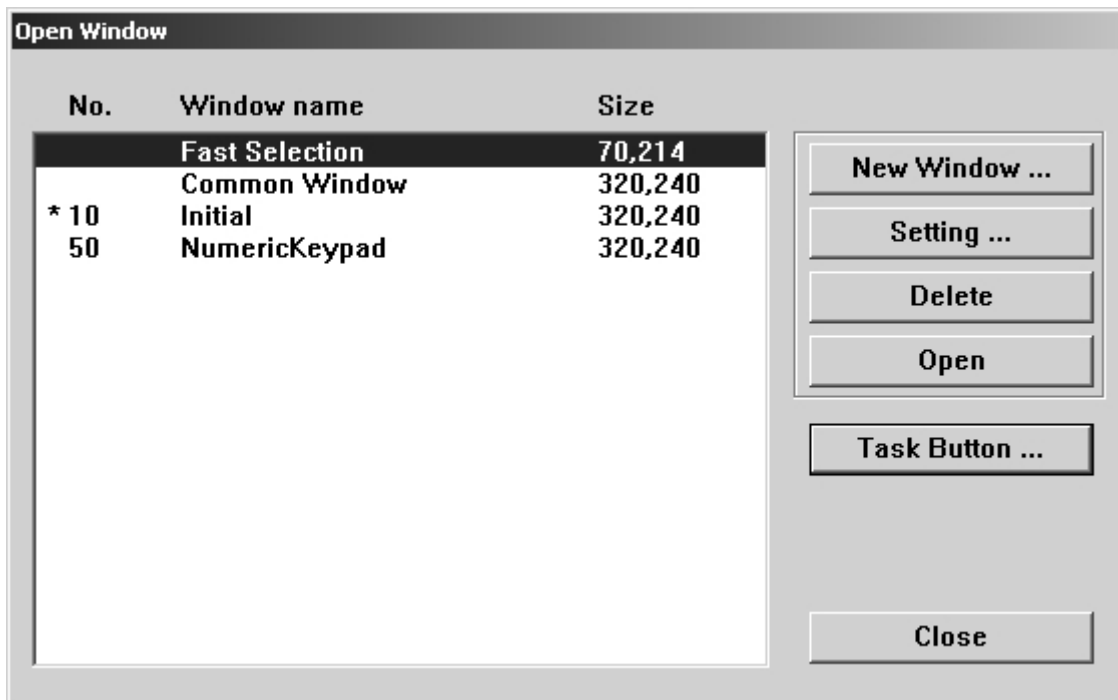 Open Window
No. Window name Size
Fast Selection 70,214
Common Window 320,240
* 10 Initial 320,240
50 NumericKeypad 320,240
New Window ...
Setting ...
Delete
Open
Task Button ...
Close